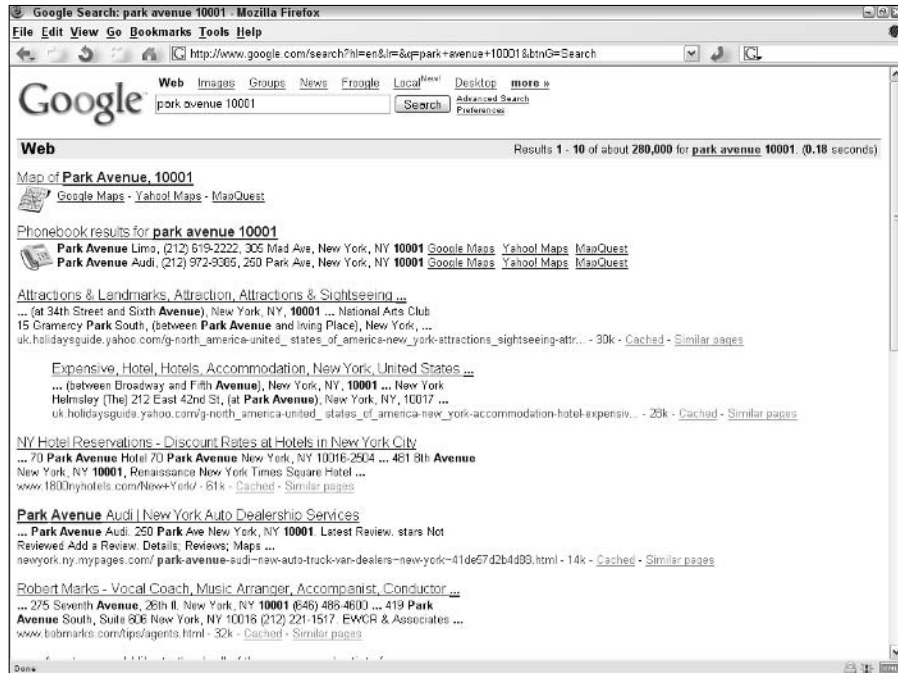 Google Search: park avenue 10001 - Mozilla Firefox
File Edit View Go Bookmarks Tools Help
http://www.google.com/search?hl=en&lr=&q=park+avenue+10001&btnG=Search
Web Images Groups News Froogle Local New! Desktop more »
Google
park avenue 10001
Search
Advanced Search
Preferences
Web
Results 1 - 10 of about 280,000 for park avenue 10001. (0.18 seconds)
Map of Park Avenue, 10001
Google Maps - Yahoo! Maps - MapQuest
Phonebook results for park avenue 10001
Park Avenue Limo, (212) 619-2222, 305 Mad Ave, New York, NY 10001 Google Maps Yahoo! Maps MapQuest
Park Avenue Audi, (212) 972-9385, 250 Park Ave, New York, NY 10001 Google Maps Yahoo! Maps MapQuest
Attractions & Landmarks, Attraction, Attractions & Sightseeing ...
... (at 34th Street and Sixth Avenue), New York, NY, 10001 ... National Arts Club
15 Gramercy Park South, (between Park Avenue and Irving Place), New York, ...
uk.holidaysguide.yahoo.com/g-north_america-united_ states_of_america-new_york-attractions_sightseeing-attr... - 30k - Cached - Similar pages
Expensive, Hotel, Hotels, Accommodation, New York, United States ...
... (between Broadway and Fifth Avenue), New York, NY, 10001 ... New York
Helmsley (The) 212 East 42nd St, (at Park Avenue), New York, NY, 10017 ...
uk.holidaysguide.yahoo.com/g-north_america-united_ states_of_america-new_york-accommodation-hotel-expensiv... - 28k - Cached - Similar pages
NY Hotel Reservations - Discount Rates at Hotels in New York City
... 70 Park Avenue Hotel 70 Park Avenue New York, NY 10016-2504 ... 481 8th Avenue
New York, NY 10001, Renaissance New York Times Square Hotel ...
www.1800nyhotels.com/New+York/ - 61k - Cached - Similar pages
Park Avenue Audi | New York Auto Dealership Services
... Park Avenue Audi. 250 Park Ave New York, NY 10001. Latest Review. stars Not
Reviewed Add a Review. Details; Reviews; Maps ...
newyork.ny.mypages.com/ park-avenue-audi~new-auto-truck-van-dealers~new-york~41de57d2b4d88.html - 14k - Cached - Similar pages
Robert Marks - Vocal Coach, Music Arranger, Accompanist, Conductor ...
... 275 Seventh Avenue, 26th fl. New York, NY 10001 (646) 486-4600 ... 419 Park
Avenue South, Suite 606 New York, NY 10016 (212) 221-1517. EWCR & Associates ...
www.bobmarks.com/tips/agents.html - 32k - Cached - Similar pages
Done